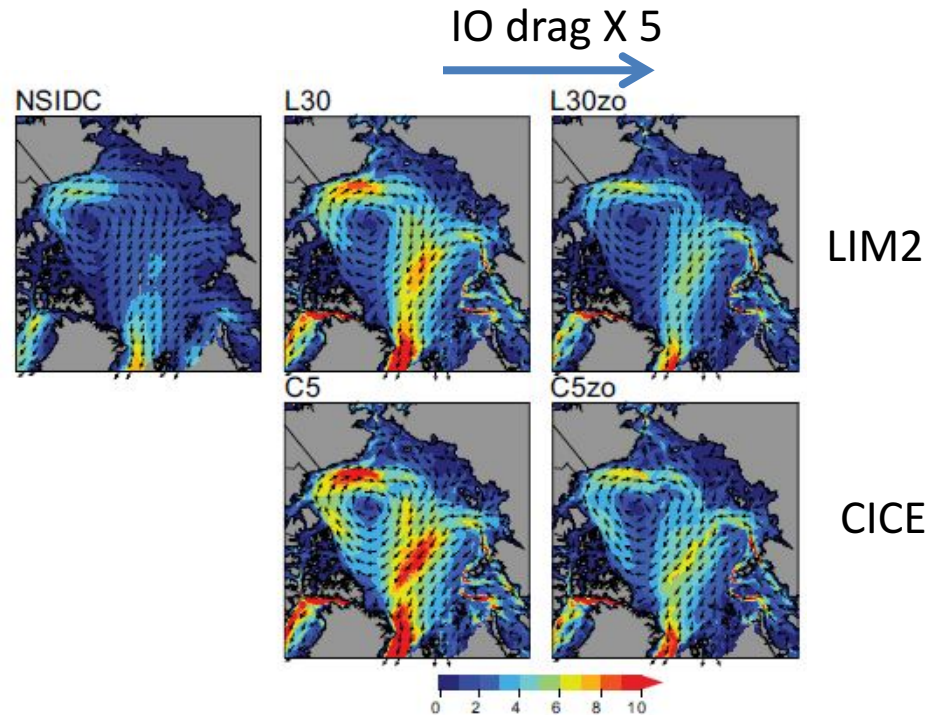 IO drag X 5
NSIDC
L30
L30zo
LIM2
C5
C5zo
CICE
0 2 4 6 8 10